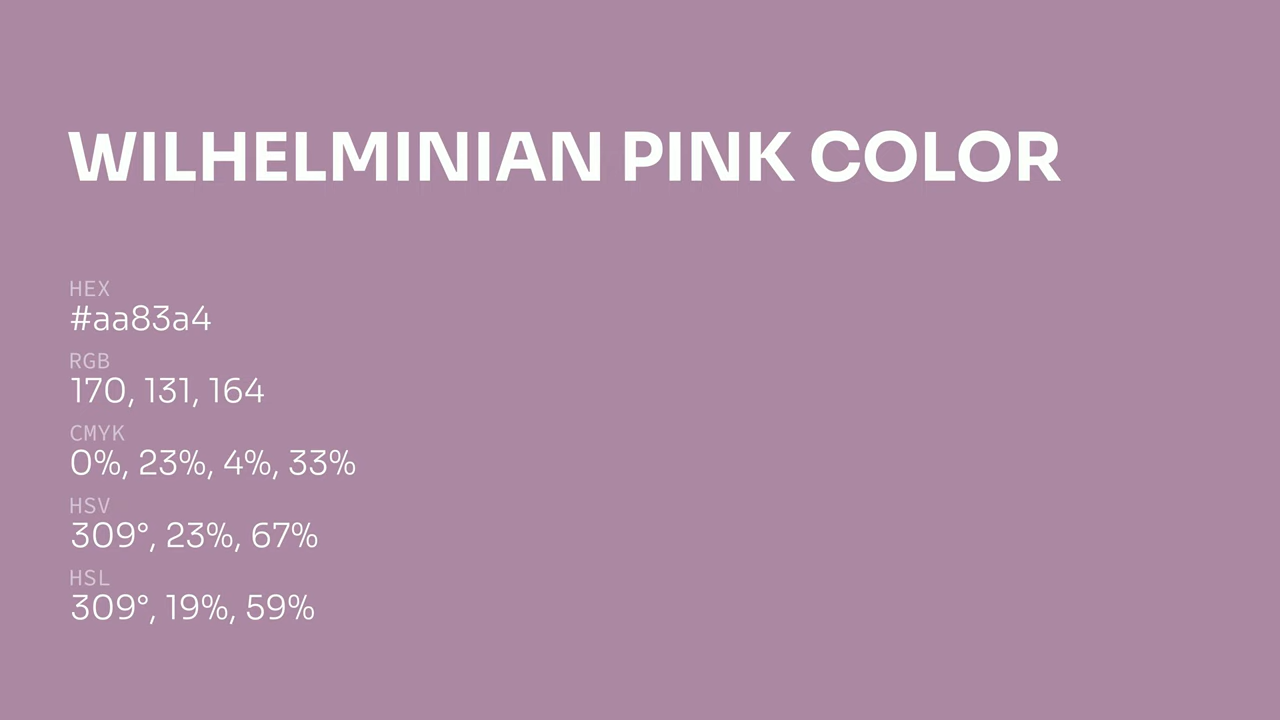 WILHELMINIAN PINK COLOR
HEX
#aa83a4
RGB
170, 131, 164
CMYK
0%, 23%, 4%, 33%
HSV
309°, 23%, 67%
HSL
309°, 19%, 59%